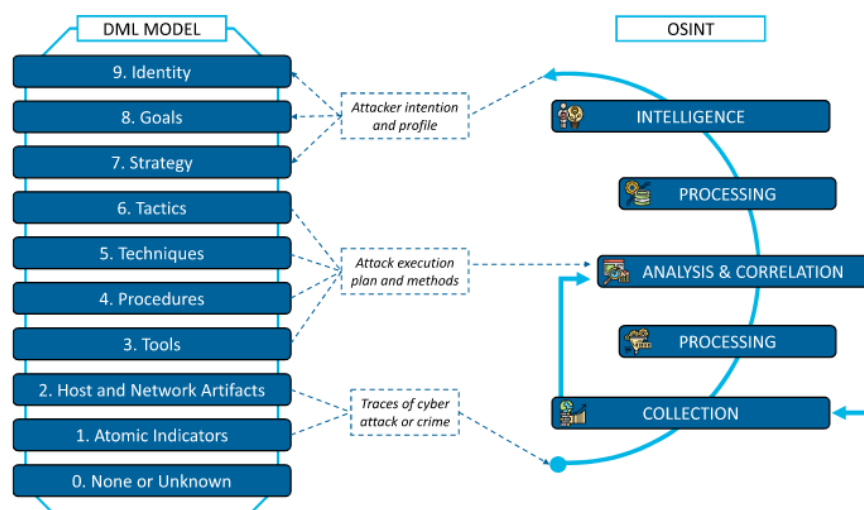 DML MODEL
9. Identity
8. Goals
7. Strategy
6. Tactics
5. Techniques
4. Procedures
3. Tools
2. Host and Network Artifacts
1. Atomic Indicators
0. None or Unknown
Attacker intention
and profile
Attack execution
plan and methods
Traces of cyber
attack or crime
OSINT
INTELLIGENCE
PROCESSING
ANALYSIS & CORRELATION
PROCESSING
COLLECTION